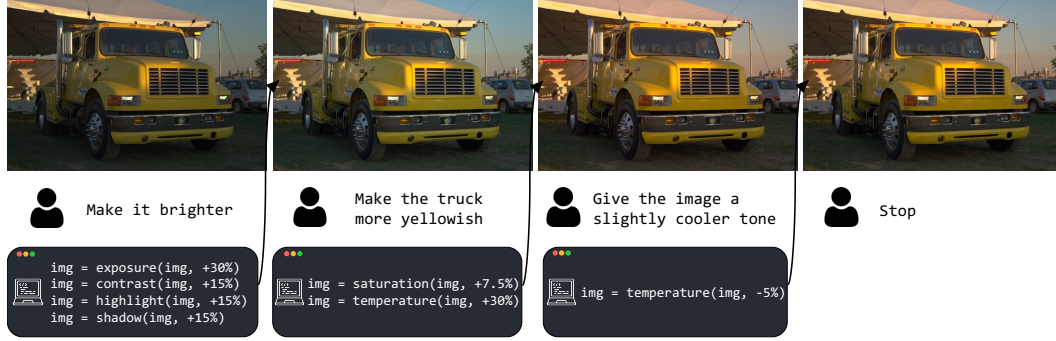 Make it brighter
Make the truck
more yellowish
Give the image a
slightly cooler tone
Stop
img = exposure(img, +30%)
img = contrast(img, +15%)
img = highlight(img, +15%)
img = shadow(img, +15%)
img = saturation(img, +7.5%)
img = temperature(img, +30%)
img = temperature(img, -5%)